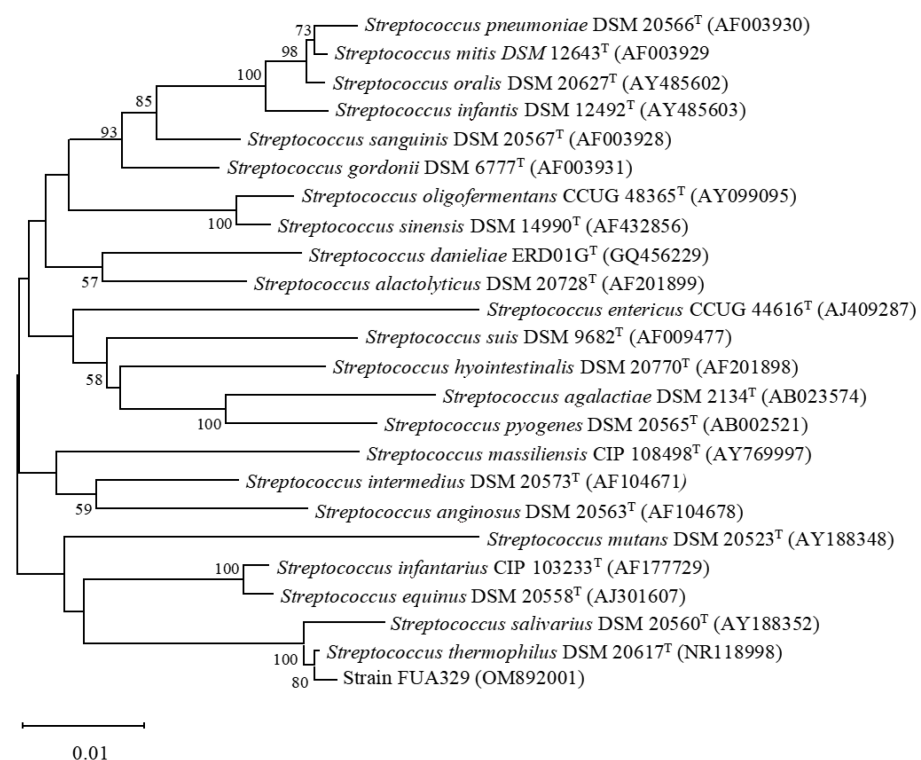 73
Streptococcus pneumoniae DSM 20566ᵀ (AF003930)
98
Streptococcus mitis DSM 12643ᵀ (AF003929
Streptococcus oralis DSM 20627ᵀ (AY485602)
100
Streptococcus infantis DSM 12492ᵀ (AY485603)
85
Streptococcus sanguinis DSM 20567ᵀ (AF003928)
93
Streptococcus gordonii DSM 6777ᵀ (AF003931)
Streptococcus oligofermentans CCUG 48365ᵀ (AY099095)
100
Streptococcus sinensis DSM 14990ᵀ (AF432856)
Streptococcus danieliae ERD01Gᵀ (GQ456229)
57
Streptococcus alactolyticus DSM 20728ᵀ (AF201899)
Streptococcus entericus CCUG 44616ᵀ (AJ409287)
Streptococcus suis DSM 9682ᵀ (AF009477)
58
Streptococcus hyointestinalis DSM 20770ᵀ (AF201898)
Streptococcus agalactiae DSM 2134ᵀ (AB023574)
100
Streptococcus pyogenes DSM 20565ᵀ (AB002521)
Streptococcus massiliensis CIP 108498ᵀ (AY769997)
Streptococcus intermedius DSM 20573ᵀ (AF104671)
59
Streptococcus anginosus DSM 20563ᵀ (AF104678)
Streptococcus mutans DSM 20523ᵀ (AY188348)
100
Streptococcus infantarius CIP 103233ᵀ (AF177729)
Streptococcus equinus DSM 20558ᵀ (AJ301607)
Streptococcus salivarius DSM 20560ᵀ (AY188352)
100
Streptococcus thermophilus DSM 20617ᵀ (NR118998)
80
Strain FUA329 (OM892001)
0.01